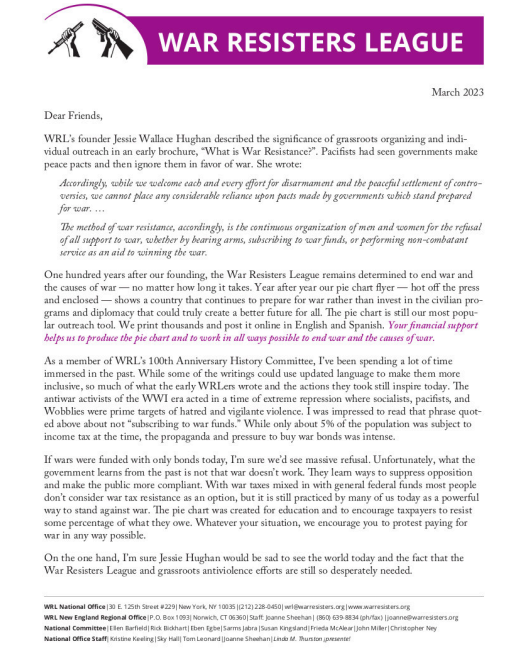 WAR RESISTERS LEAGUE
March 2023
Dear Friends,
WRL's founder Jessie Wallace Hughan described the significance of grassroots organizing and indi-
vidual outreach in an early brochure, "What is War Resistance?". Pacifists had seen governments make
peace pacts and then ignore them in favor of war. She wrote:
Accordingly, while we welcome each and every effort for disarmament and the peaceful settlement of contro-
versies, we cannot place any considerable reliance upon pacts made by governments which stand prepared
for war. …
The method of war resistance, accordingly, is the continuous organization of men and women for the refusal
of all support to war, whether by bearing arms, subscribing to war funds, or performing non-combatant
service as an aid to winning the war.
One hundred years after our founding, the War Resisters League remains determined to end war and
the causes of war — no matter how long it takes. Year after year our pie chart flyer — hot off the press
and enclosed — shows a country that continues to prepare for war rather than invest in the civilian pro-
grams and diplomacy that could truly create a better future for all. The pie chart is still our most popu-
lar outreach tool. We print thousands and post it online in English and Spanish. Your financial support
helps us to produce the pie chart and to work in all ways possible to end war and the causes of war.
As a member of WRL's 100th Anniversary History Committee, I've been spending a lot of time
immersed in the past. While some of the writings could use updated language to make them more
inclusive, so much of what the early WRLers wrote and the actions they took still inspire today. The
antiwar activists of the WWI era acted in a time of extreme repression where socialists, pacifists, and
Wobblies were prime targets of hatred and vigilante violence. I was impressed to read that phrase quot-
ed above about not "subscribing to war funds." While only about 5% of the population was subject to
income tax at the time, the propaganda and pressure to buy war bonds was intense.
If wars were funded with only bonds today, I'm sure we'd see massive refusal. Unfortunately, what the
government learns from the past is not that war doesn't work. They learn ways to suppress opposition
and make the public more compliant. With war taxes mixed in with general federal funds most people
don't consider war tax resistance as an option, but it is still practiced by many of us today as a powerful
way to stand against war. The pie chart was created for education and to encourage taxpayers to resist
some percentage of what they owe. Whatever your situation, we encourage you to protest paying for
war in any way possible.
On the one hand, I'm sure Jessie Hughan would be sad to see the world today and the fact that the
War Resisters League and grassroots antiviolence efforts are still so desperately needed.
WRL National Office|30 E. 125th Street #229|New York, NY 10035|(212) 228-0450|wrl@warresisters.org|www.warresisters.org
WRL New England Regional Office|P.O. Box 1093|Norwich, CT 06360|Staff: Joanne Sheehan|(860) 639-8834 (ph/fax)|joanne@warresisters.org
National Committee|Ellen Barfield|Rick Bickhart|Eben Egbe|Sarms Jabra|Susan Kingsland|Frieda McAlear|John Miller|Christopher Ney
National Office Staff|Kristine Keeling|Sky Hall|Tom Leonard|Joanne Sheehan|Linda M. Thurston ¡presente!